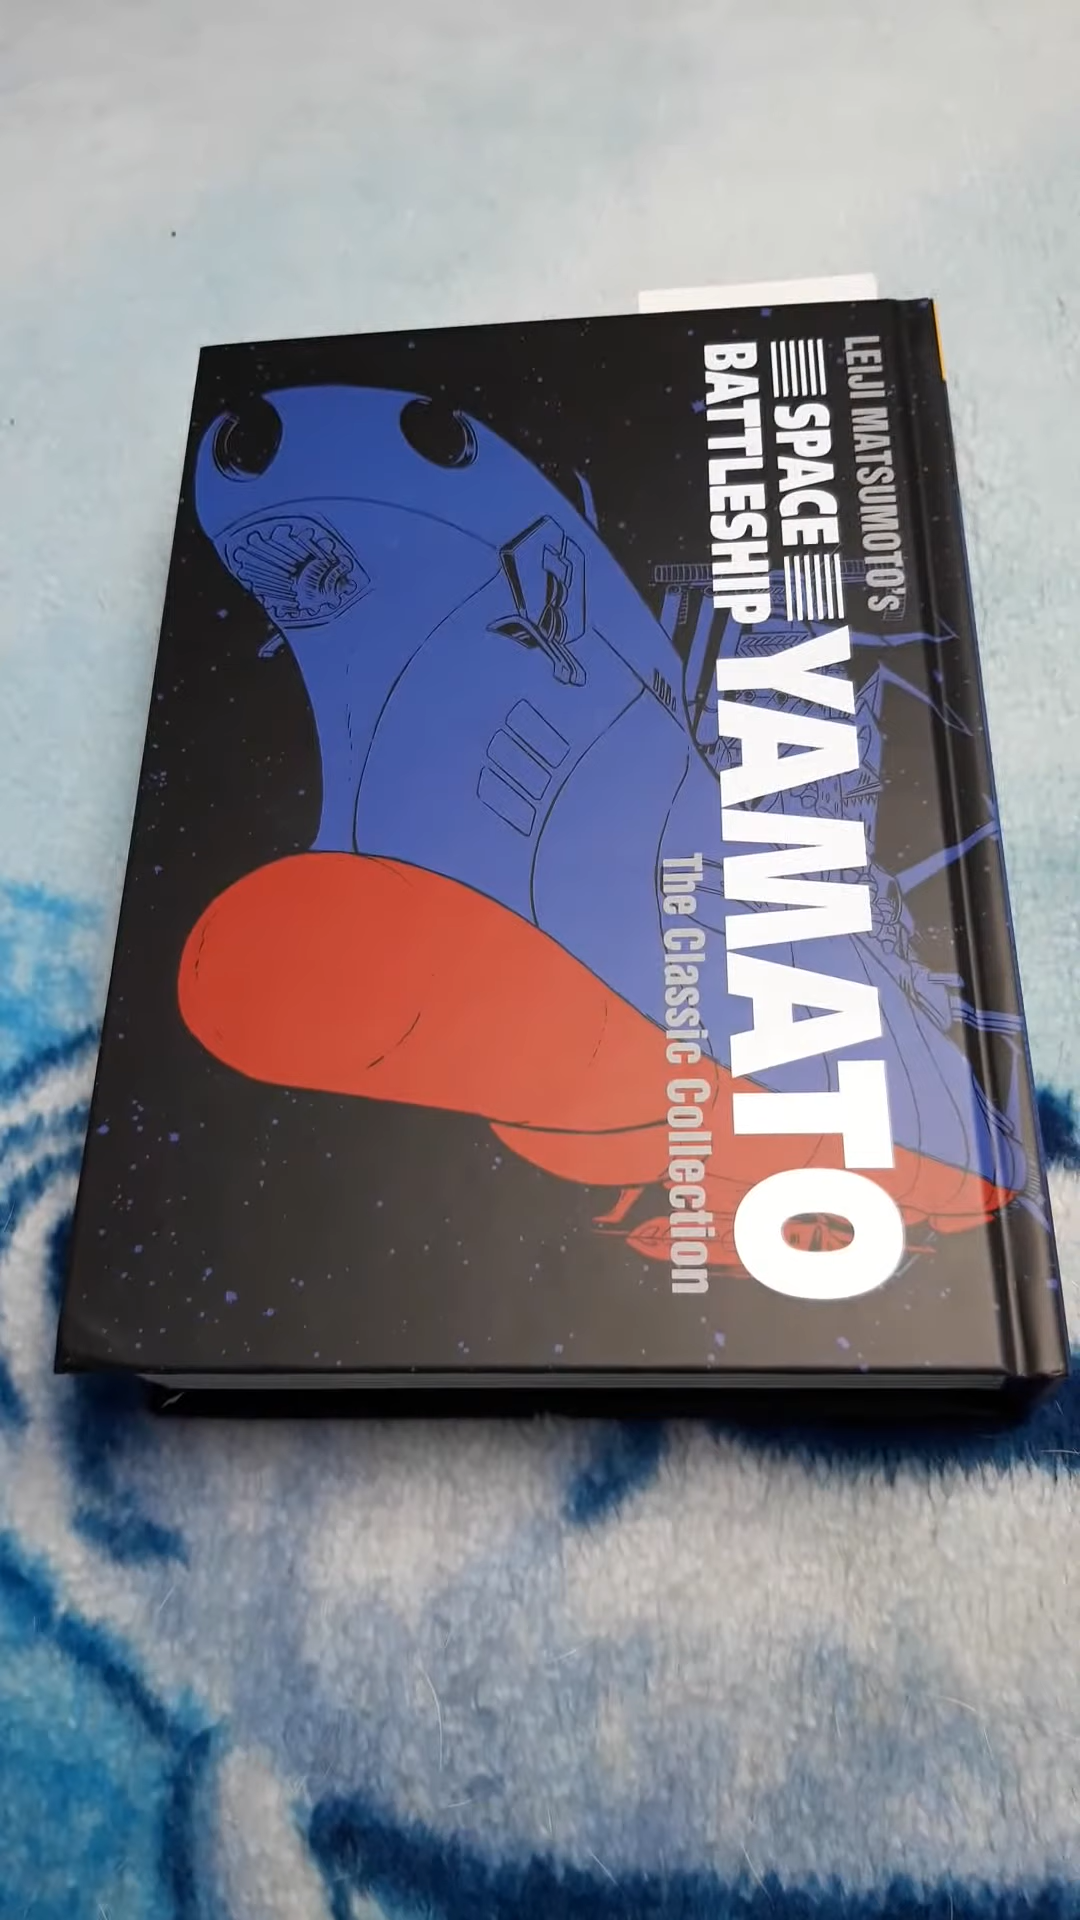 LEIJI MATSUMOTO's
SPACE
BATTLESHIP
YAMATO
The Classic Collection